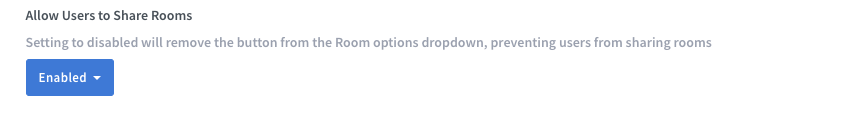 Allow Users to Share Rooms
Setting to disabled will remove the button from the Room options dropdown, preventing users from sharing rooms
Enabled